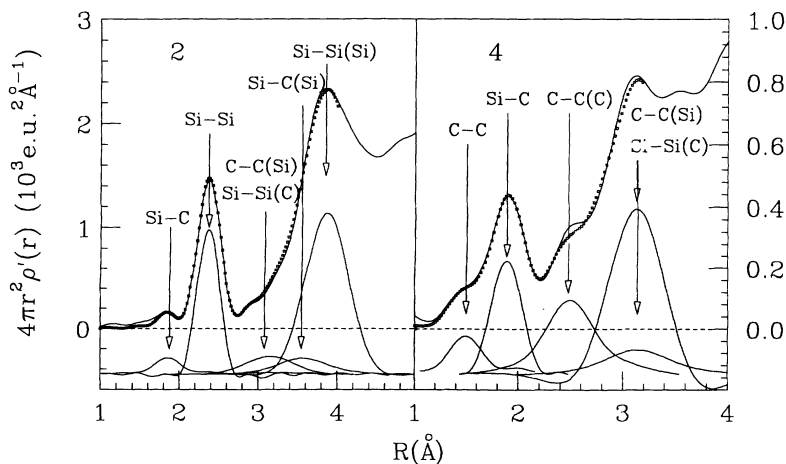 3
2
1
0
4πr²ρ'(r) (10³e.u.²Å⁻¹)
2
Si–C
Si–Si
C–C(Si)
Si–Si(C)
Si–C(Si)
Si–Si(Si)
4
C–C
Si–C
C–C(C)
C–C(Si)
–Si(C)
1.0
0.8
0.6
0.4
0.2
0.0
1 2 3 4 1 2 3 4
R(Å)